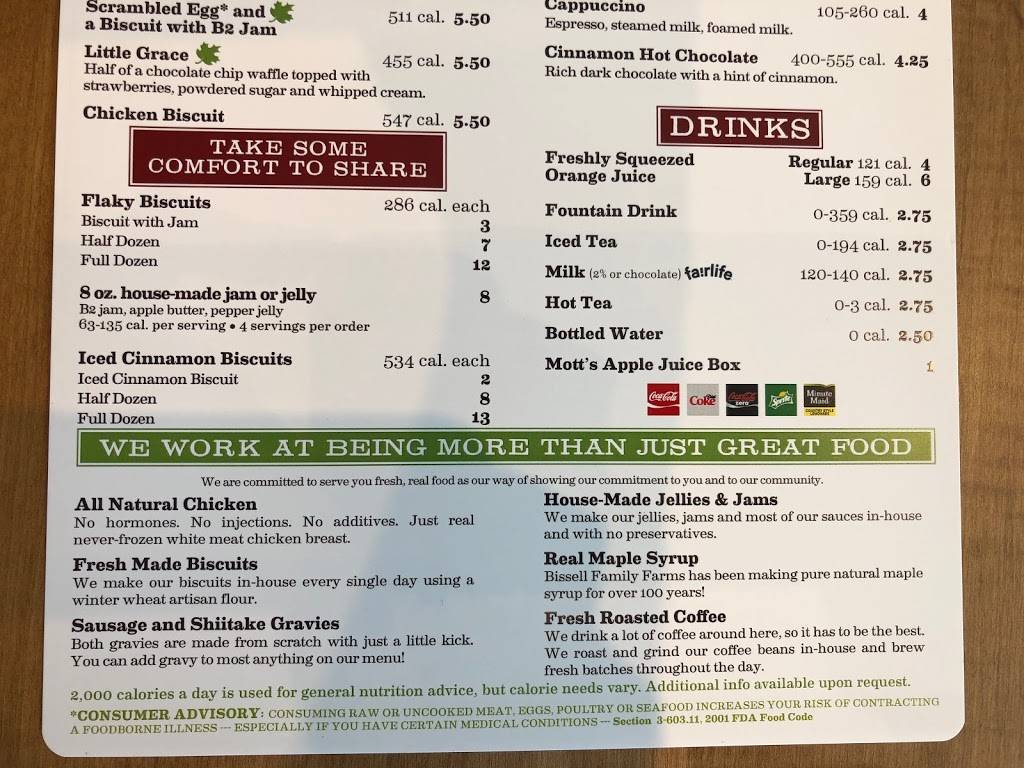 Scrambled Egg* and
a Biscuit with B2 Jam 511 cal. 5.50
Little Grace 455 cal. 5.50
Half of a chocolate chip waffle topped with
strawberries, powdered sugar and whipped cream.
Chicken Biscuit 547 cal. 5.50
TAKE SOME
COMFORT TO SHARE
Flaky Biscuits 286 cal. each
Biscuit with Jam 3
Half Dozen 7
Full Dozen 12
8 oz. house-made jam or jelly 8
B2 jam, apple butter, pepper jelly
63-135 cal. per serving • 4 servings per order
Iced Cinnamon Biscuits 534 cal. each
Iced Cinnamon Biscuit 2
Half Dozen 8
Full Dozen 13
Cappuccino 105-260 cal. 4
Espresso, steamed milk, foamed milk.
Cinnamon Hot Chocolate 400-555 cal. 4.25
Rich dark chocolate with a hint of cinnamon.
DRINKS
Freshly Squeezed Regular 121 cal. 4
Orange Juice Large 159 cal. 6
Fountain Drink 0-359 cal. 2.75
Iced Tea 0-194 cal. 2.75
Milk (2% or chocolate) fa!rlife 120-140 cal. 2.75
Hot Tea 0-3 cal. 2.75
Bottled Water 0 cal. 2.50
Mott's Apple Juice Box 1
Coca-Cola Diet Coke Coca-Cola zero Sprite Minute Maid
WE WORK AT BEING MORE THAN JUST GREAT FOOD
We are committed to serve you fresh, real food as our way of showing our commitment to you and to our community.
All Natural Chicken
No hormones. No injections. No additives. Just real
never-frozen white meat chicken breast.
Fresh Made Biscuits
We make our biscuits in-house every single day using a
winter wheat artisan flour.
Sausage and Shiitake Gravies
Both gravies are made from scratch with just a little kick.
You can add gravy to most anything on our menu!
House-Made Jellies & Jams
We make our jellies, jams and most of our sauces in-house
and with no preservatives.
Real Maple Syrup
Bissell Family Farms has been making pure natural maple
syrup for over 100 years!
Fresh Roasted Coffee
We drink a lot of coffee around here, so it has to be the best.
We roast and grind our coffee beans in-house and brew
fresh batches throughout the day.
2,000 calories a day is used for general nutrition advice, but calorie needs vary. Additional info available upon request.
*CONSUMER ADVISORY: CONSUMING RAW OR UNCOOKED MEAT, EGGS, POULTRY OR SEAFOOD INCREASES YOUR RISK OF CONTRACTING
A FOODBORNE ILLNESS --- ESPECIALLY IF YOU HAVE CERTAIN MEDICAL CONDITIONS --- Section 3-603.11, 2001 FDA Food Code